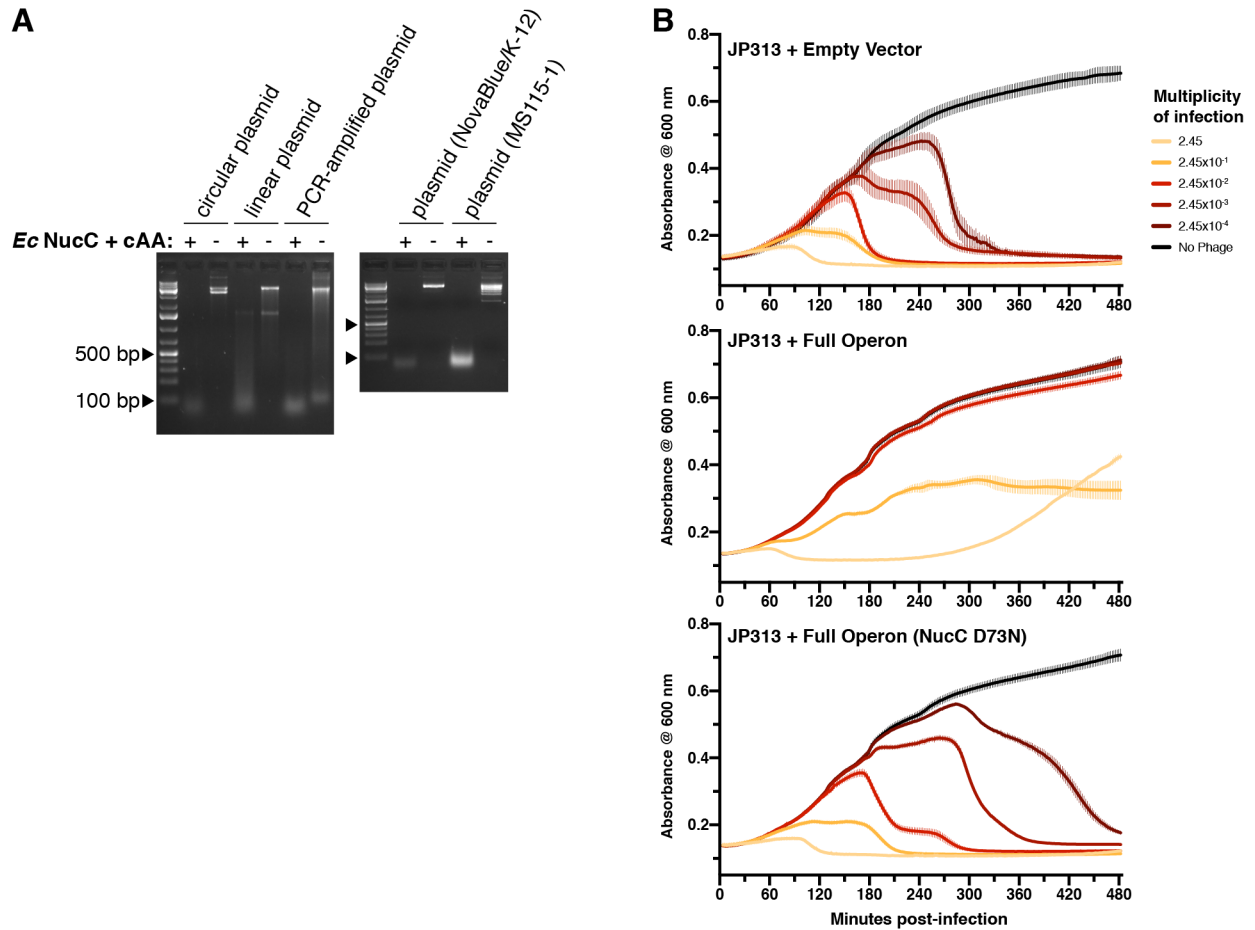 A
circular plasmid
linear plasmid
PCR-amplified plasmid
plasmid (NovaBlue/K-12)
plasmid (MS115-1)
Ec NucC + cAA: + - + - + - + - + -
500 bp
100 bp
B
JP313 + Empty Vector
Absorbance @ 600 nm
0.8
0.6
0.4
0.2
0 60 120 180 240 300 360 420 480
Multiplicity
of infection
2.45
2.45x10-1
2.45x10-2
2.45x10-3
2.45x10-4
No Phage
JP313 + Full Operon
Absorbance @ 600 nm
0.8
0.6
0.4
0.2
0 60 120 180 240 300 360 420 480
JP313 + Full Operon (NucC D73N)
Absorbance @ 600 nm
0.8
0.6
0.4
0.2
0 60 120 180 240 300 360 420 480
Minutes post-infection